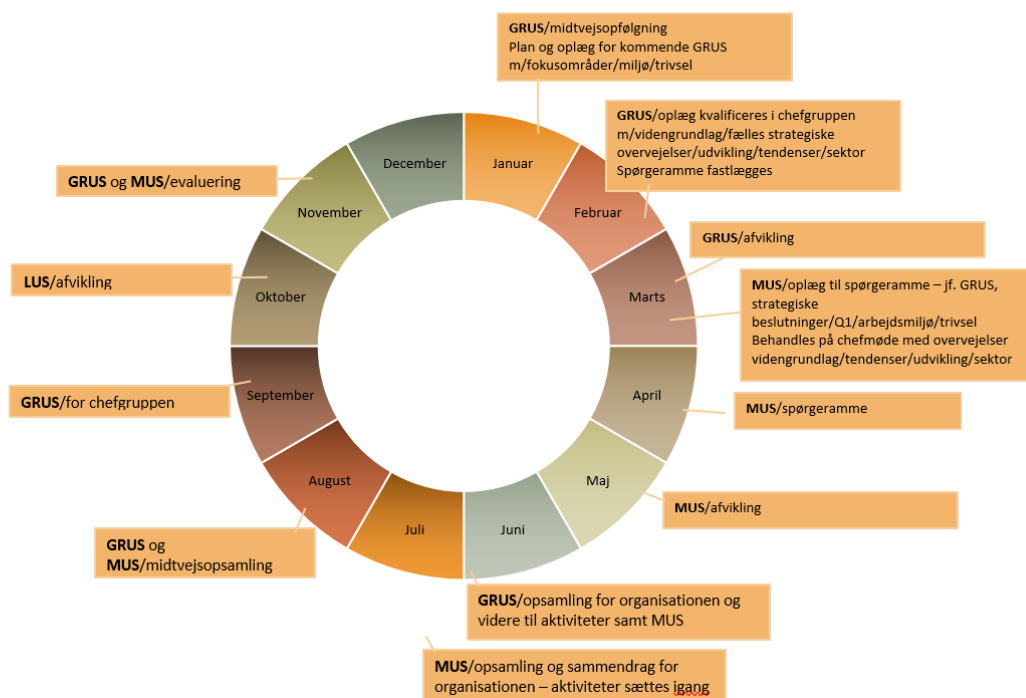 GRUS/midtvejsopfølgning
Plan og oplæg for kommende GRUS
m/fokusområder/miljø/trivsel
GRUS/oplæg kvalificeres i chefgruppen
m/videngrundlag/fælles strategiske
overvejelser/udvikling/tendenser/sektor
Spørgeramme fastlægges
GRUS/afvikling
MUS/oplæg til spørgeramme – jf. GRUS,
strategiske
beslutninger/Q1/arbejdsmiljø/trivsel
Behandles på chefmøde med overvejelser
videngrundlag/tendenser/udvikling/sektor
MUS/spørgeramme
MUS/afvikling
GRUS/opsamling for organisationen og
videre til aktiviteter samt MUS
MUS/opsamling og sammendrag for
organisationen – aktiviteter sættes igang
GRUS og
MUS/midtvejsopsamling
GRUS/for chefgruppen
LUS/afvikling
GRUS og MUS/evaluering
Januar
Februar
Marts
April
Maj
Juni
Juli
August
September
Oktober
November
December